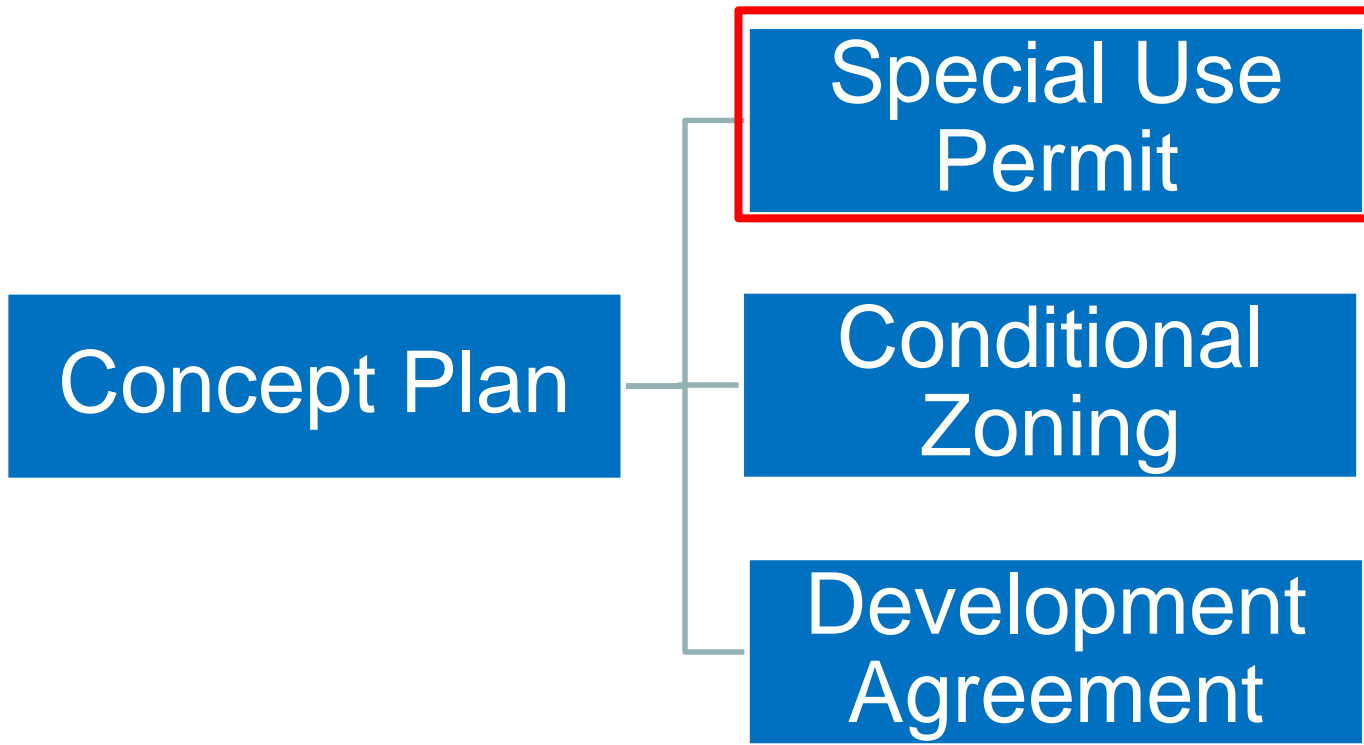 Special Use
Permit
Concept Plan
Conditional
Zoning
Development
Agreement